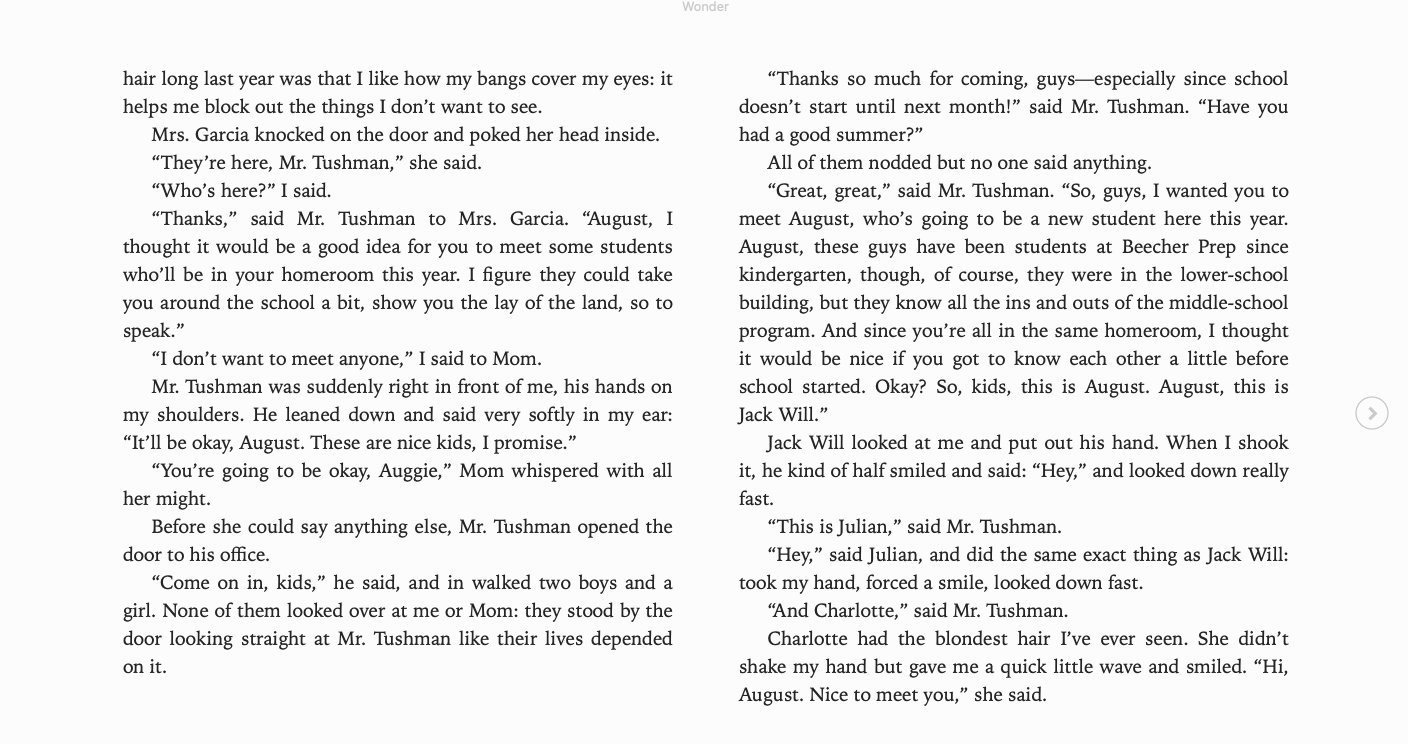 Wonder
hair long last year was that I like how my bangs cover my eyes: it
helps me block out the things I don’t want to see.
Mrs. Garcia knocked on the door and poked her head inside.
“They’re here, Mr. Tushman,” she said.
“Who’s here?” I said.
“Thanks,” said Mr. Tushman to Mrs. Garcia. “August, I
thought it would be a good idea for you to meet some students
who’ll be in your homeroom this year. I figure they could take
you around the school a bit, show you the lay of the land, so to
speak.”
“I don’t want to meet anyone,” I said to Mom.
Mr. Tushman was suddenly right in front of me, his hands on
my shoulders. He leaned down and said very softly in my ear:
“It’ll be okay, August. These are nice kids, I promise.”
“You’re going to be okay, Auggie,” Mom whispered with all
her might.
Before she could say anything else, Mr. Tushman opened the
door to his office.
“Come on in, kids,” he said, and in walked two boys and a
girl. None of them looked over at me or Mom: they stood by the
door looking straight at Mr. Tushman like their lives depended
on it.
“Thanks so much for coming, guys—especially since school
doesn’t start until next month!” said Mr. Tushman. “Have you
had a good summer?”
All of them nodded but no one said anything.
“Great, great,” said Mr. Tushman. “So, guys, I wanted you to
meet August, who’s going to be a new student here this year.
August, these guys have been students at Beecher Prep since
kindergarten, though, of course, they were in the lower-school
building, but they know all the ins and outs of the middle-school
program. And since you’re all in the same homeroom, I thought
it would be nice if you got to know each other a little before
school started. Okay? So, kids, this is August. August, this is
Jack Will.”
Jack Will looked at me and put out his hand. When I shook
it, he kind of half smiled and said: “Hey,” and looked down really
fast.
“This is Julian,” said Mr. Tushman.
“Hey,” said Julian, and did the same exact thing as Jack Will:
took my hand, forced a smile, looked down fast.
“And Charlotte,” said Mr. Tushman.
Charlotte had the blondest hair I’ve ever seen. She didn’t
shake my hand but gave me a quick little wave and smiled. “Hi,
August. Nice to meet you,” she said.